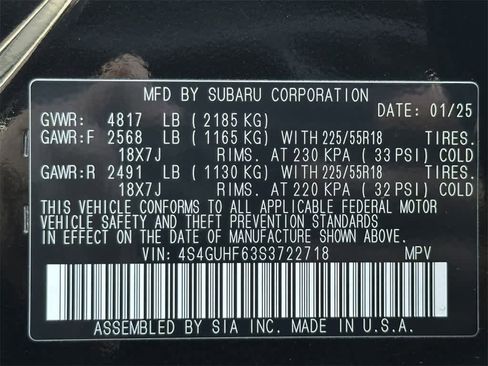 MFD BY SUBARU CORPORATION
GVWR: 4817 LB ( 2185 KG) DATE: 01/25
GAWR:F 2568 LB ( 1165 KG) WITH 225/55R18 TIRES.
18X7J RIMS. AT 230 KPA ( 33 PSI) COLD
GAWR:R 2491 LB ( 1130 KG) WITH 225/55R18 TIRES.
18X7J RIMS. AT 220 KPA ( 32 PSI) COLD
THIS VEHICLE CONFORMS TO ALL APPLICABLE FEDERAL MOTOR
VEHICLE SAFETY AND THEFT PREVENTION STANDARDS
IN EFFECT ON THE DATE OF MANUFACTURE SHOWN ABOVE.
VIN: 4S4GUHF63S3722718 MPV
ASSEMBLED BY SIA INC. MADE IN U.S.A.